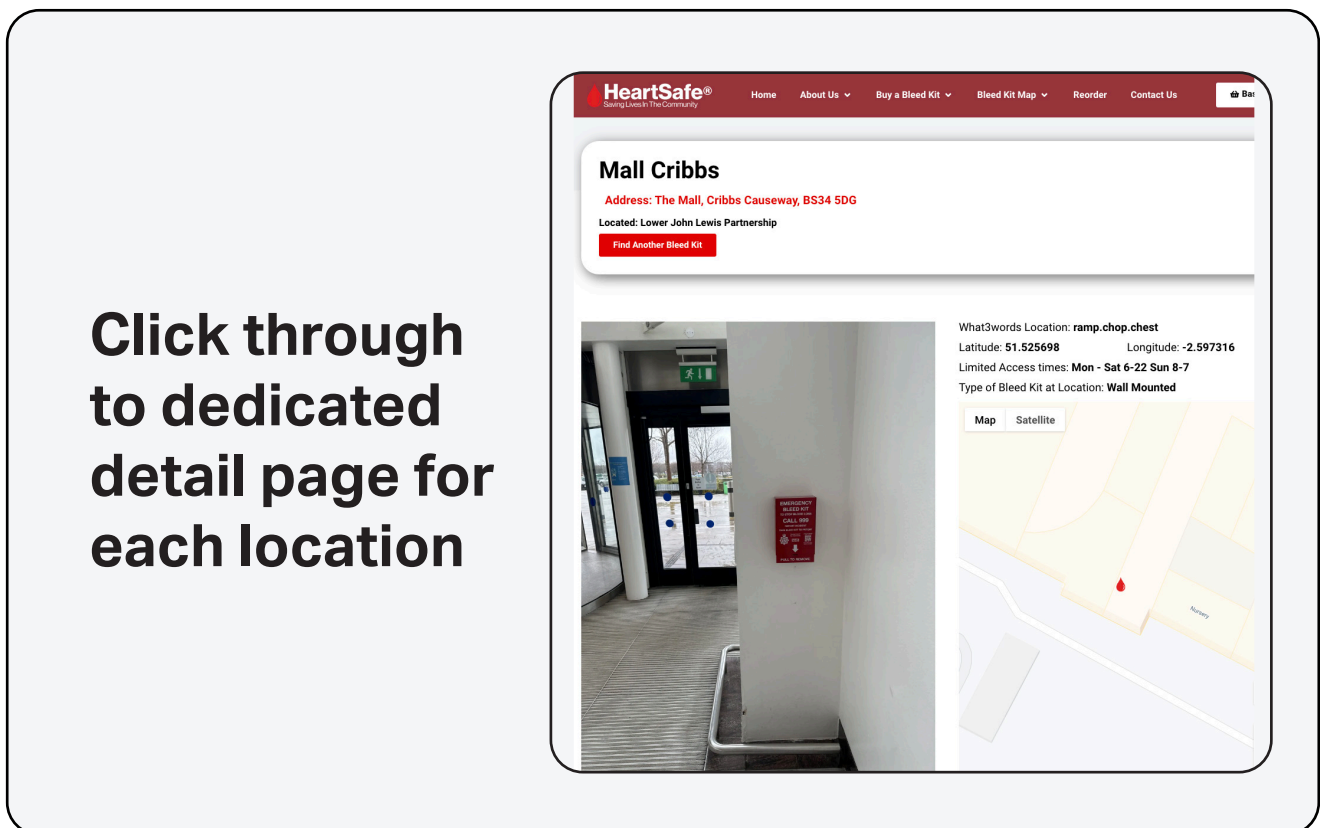 Click through
to dedicated
detail page for
each location
HeartSafe®
Saving Lives In The Community
Home About Us Buy a Bleed Kit Bleed Kit Map Reorder Contact Us Bas
Mall Cribbs
Address: The Mall, Cribbs Causeway, BS34 5DG
Located: Lower John Lewis Partnership
Find Another Bleed Kit
What3words Location: ramp.chop.chest
Latitude: 51.525698 Longitude: -2.597316
Limited Access times: Mon - Sat 6-22 Sun 8-7
Type of Bleed Kit at Location: Wall Mounted
Map Satellite
Nursery
EMERGENCY
BLEED KIT
CALL 999
PULL TO REMOVE